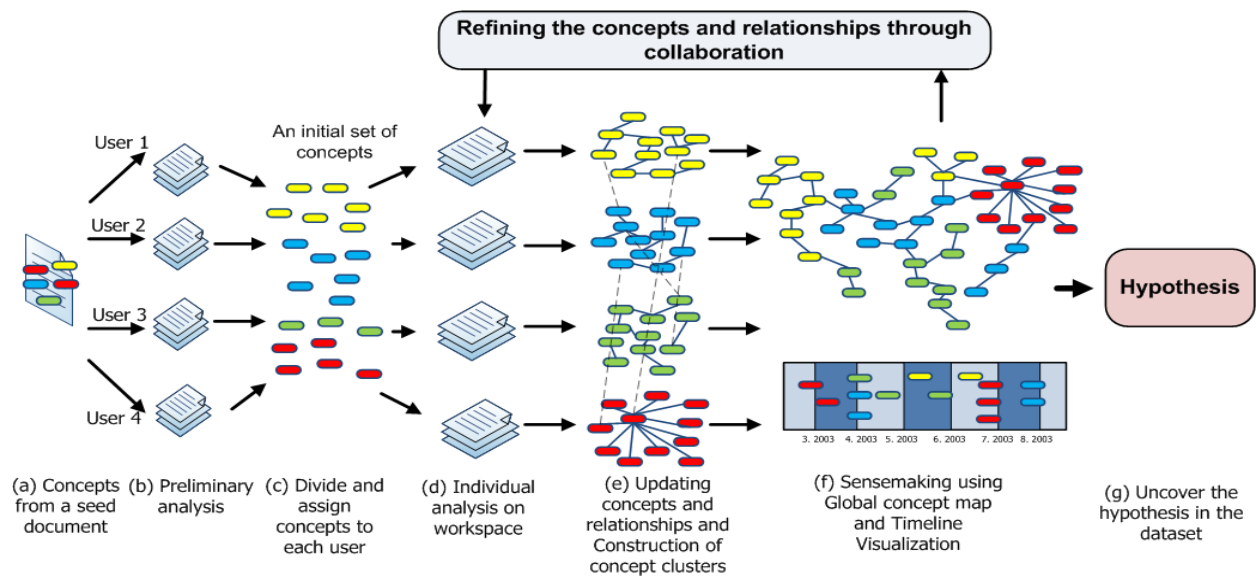 Refining the concepts and relationships through
collaboration
User 1
An initial set of
concepts
User 2
User 3
User 4
Hypothesis
3. 2003
4. 2003
5. 2003
6. 2003
7. 2003
8. 2003
(a) Concepts
from a seed
document
(b) Preliminary
analysis
(c) Divide and
assign
concepts to
each user
(d) Individual
analysis on
workspace
(e) Updating
concepts and
relationships and
Construction of
concept clusters
(f) Sensemaking using
Global concept map
and Timeline
Visualization
(g) Uncover the
hypothesis in the
dataset